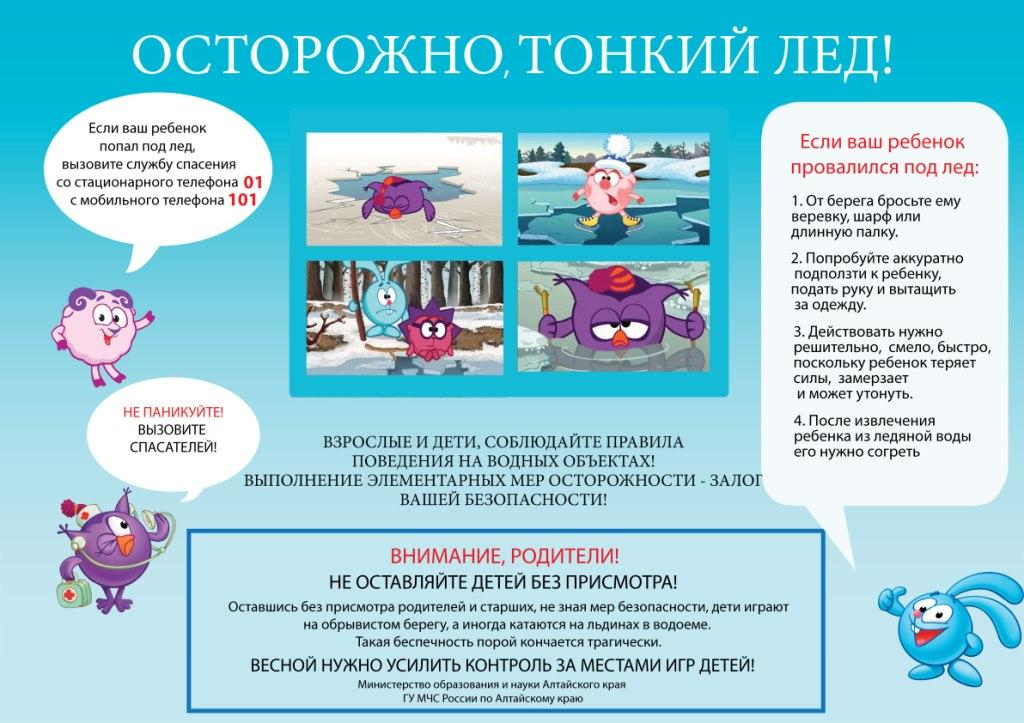 ОСТОРОЖНО, ТОНКИЙ ЛЕД!
Если ваш ребенок
попал под лед,
вызовите службу спасения
со стационарного телефона 01
с мобильного телефона 101
НЕ ПАНИКУЙТЕ!
ВЫЗОВИТЕ
СПАСАТЕЛЕЙ!
Если ваш ребенок
провалился под лед:
1. От берега бросьте ему
веревку, шарф или
длинную палку.
2. Попробуйте аккуратно
подползти к ребенку,
подать руку и вытащить
за одежду.
3. Действовать нужно
решительно, смело, быстро,
поскольку ребенок теряет
силы, замерзает
и может утонуть.
4. После извлечения
ребенка из ледяной воды
его нужно согреть
ВЗРОСЛЫЕ И ДЕТИ, СОБЛЮДАЙТЕ ПРАВИЛА
ПОВЕДЕНИЯ НА ВОДНЫХ ОБЪЕКТАХ!
ВЫПОЛНЕНИЕ ЭЛЕМЕНТАРНЫХ МЕР ОСТОРОЖНОСТИ - ЗАЛОГ
ВАШЕЙ БЕЗОПАСНОСТИ!
ВНИМАНИЕ, РОДИТЕЛИ!
НЕ ОСТАВЛЯЙТЕ ДЕТЕЙ БЕЗ ПРИСМОТРА!
Оставшись без присмотра родителей и старших, не зная мер безопасности, дети играют
на обрывистом берегу, а иногда катаются на льдинах в водоеме.
Такая беспечность порой кончается трагически.
ВЕСНОЙ НУЖНО УСИЛИТЬ КОНТРОЛЬ ЗА МЕСТАМИ ИГР ДЕТЕЙ!
Министерство образования и науки Алтайского края
ГУ МЧС России по Алтайскому краю